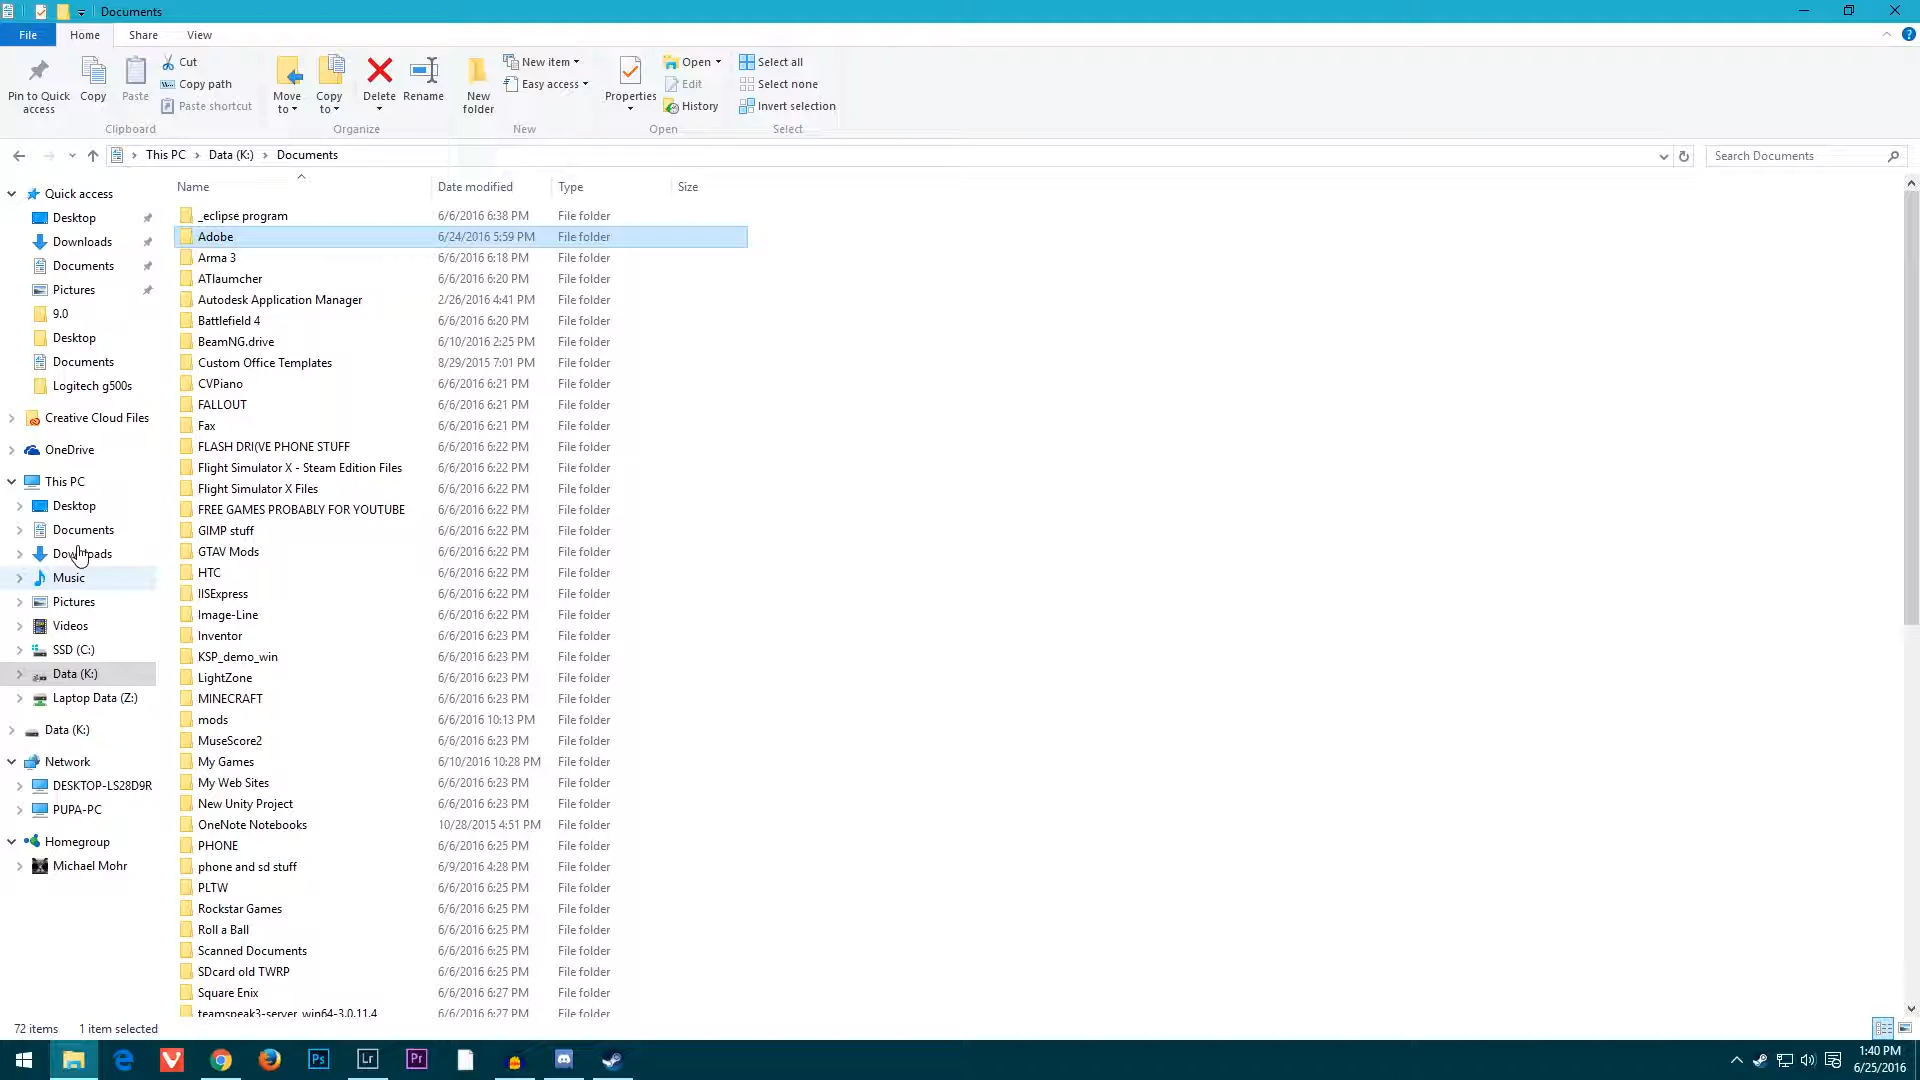 Documents
File Home Share View
Pin to Quick access
Copy
Paste
Cut
Copy path
Paste shortcut
Clipboard
Move to
Copy to
Delete
Rename
Organize
New folder
New item
Easy access
New
Properties
Open
Edit
History
Open
Select all
Select none
Invert selection
Select
This PC > Data (K:) > Documents
Search Documents
Quick access
Desktop
Downloads
Documents
Pictures
9.0
Desktop
Documents
Logitech g500s
Creative Cloud Files
OneDrive
This PC
Desktop
Documents
Downloads
Music
Pictures
Videos
SSD (C:)
Data (K:)
Laptop Data (Z:)
Data (K:)
Network
DESKTOP-LS28D9R
PUPA-PC
Homegroup
Michael Mohr
Name Date modified Type Size
_eclipse program 6/6/2016 6:38 PM File folder
Adobe 6/24/2016 5:59 PM File folder
Arma 3 6/6/2016 6:18 PM File folder
ATlaumcher 6/6/2016 6:20 PM File folder
Autodesk Application Manager 2/26/2016 4:41 PM File folder
Battlefield 4 6/6/2016 6:20 PM File folder
BeamNG.drive 6/10/2016 2:25 PM File folder
Custom Office Templates 8/29/2015 7:01 PM File folder
CVPiano 6/6/2016 6:21 PM File folder
FALLOUT 6/6/2016 6:21 PM File folder
Fax 6/6/2016 6:21 PM File folder
FLASH DRI(VE PHONE STUFF 6/6/2016 6:22 PM File folder
Flight Simulator X - Steam Edition Files 6/6/2016 6:22 PM File folder
Flight Simulator X Files 6/6/2016 6:22 PM File folder
FREE GAMES PROBABLY FOR YOUTUBE 6/6/2016 6:22 PM File folder
GIMP stuff 6/6/2016 6:22 PM File folder
GTAV Mods 6/6/2016 6:22 PM File folder
HTC 6/6/2016 6:22 PM File folder
IISExpress 6/6/2016 6:22 PM File folder
Image-Line 6/6/2016 6:22 PM File folder
Inventor 6/6/2016 6:23 PM File folder
KSP_demo_win 6/6/2016 6:23 PM File folder
LightZone 6/6/2016 6:23 PM File folder
MINECRAFT 6/6/2016 6:23 PM File folder
mods 6/6/2016 10:13 PM File folder
MuseScore2 6/6/2016 6:23 PM File folder
My Games 6/10/2016 10:28 PM File folder
My Web Sites 6/6/2016 6:23 PM File folder
New Unity Project 6/6/2016 6:23 PM File folder
OneNote Notebooks 10/28/2015 4:51 PM File folder
PHONE 6/6/2016 6:25 PM File folder
phone and sd stuff 6/9/2016 4:28 PM File folder
PLTW 6/6/2016 6:25 PM File folder
Rockstar Games 6/6/2016 6:25 PM File folder
Roll a Ball 6/6/2016 6:25 PM File folder
Scanned Documents 6/6/2016 6:25 PM File folder
SDcard old TWRP 6/6/2016 6:25 PM File folder
Square Enix 6/6/2016 6:27 PM File folder
teamspeak3-server_win64-3.0.11.4 6/6/2016 6:27 PM File folder
72 items 1 item selected
Ps Lr Pr
1:40 PM
6/25/2016